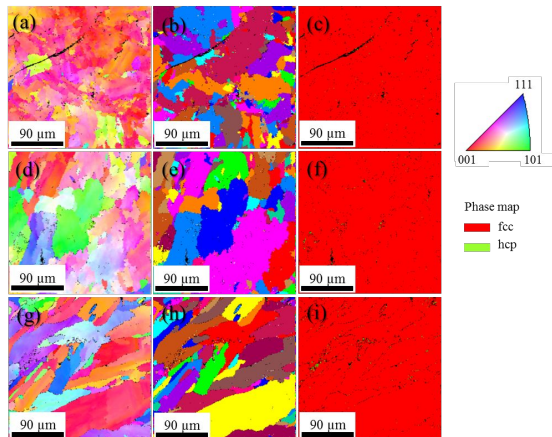 (a)
(b)
(c)
90 µm
90 µm
90 µm
111
001
101
(d)
(e)
(f)
90 µm
90 µm
90 µm
Phase map
fcc
hcp
(g)
(h)
(i)
90 µm
90 µm
90 µm